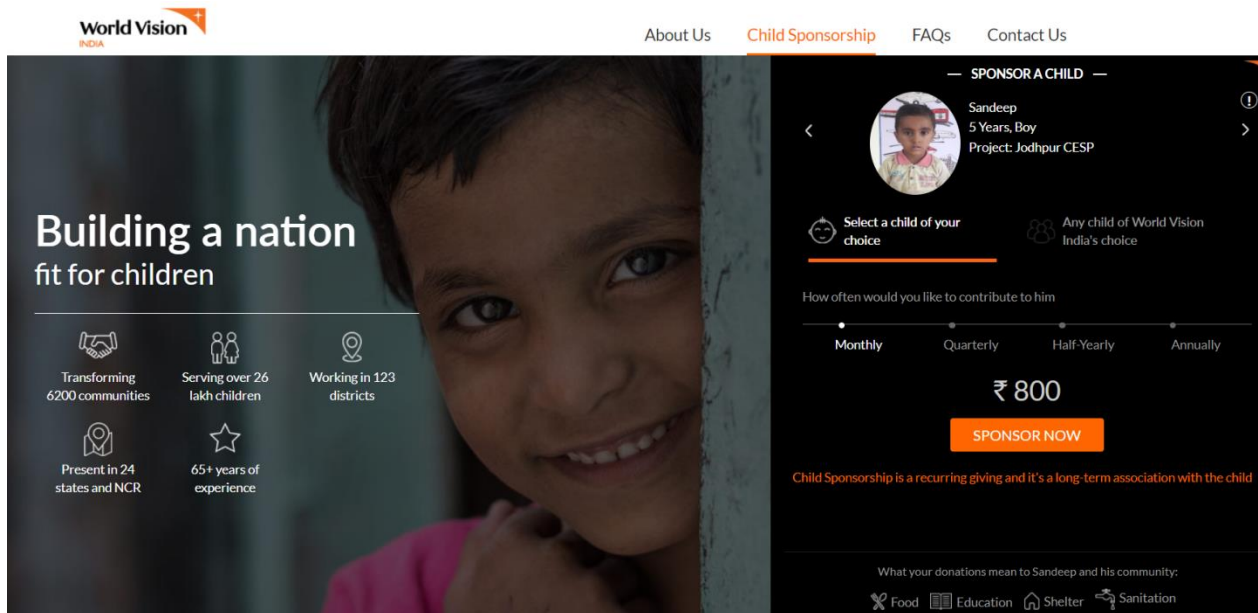 World Vision
INDIA
About Us
Child Sponsorship
FAQs
Contact Us
Building a nation
fit for children
Transforming
6200 communities
Serving over 26
lakh children
Working in 123
districts
Present in 24
states and NCR
65+ years of
experience
— SPONSOR A CHILD —
Sandeep
5 Years, Boy
Project: Jodhpur CESP
Select a child of your
choice
Any child of World Vision
India's choice
How often would you like to contribute to him
Monthly
Quarterly
Half-Yearly
Annually
₹ 800
SPONSOR NOW
Child Sponsorship is a recurring giving and it's a long-term association with the child
What your donations mean to Sandeep and his community:
Food
Education
Shelter
Sanitation